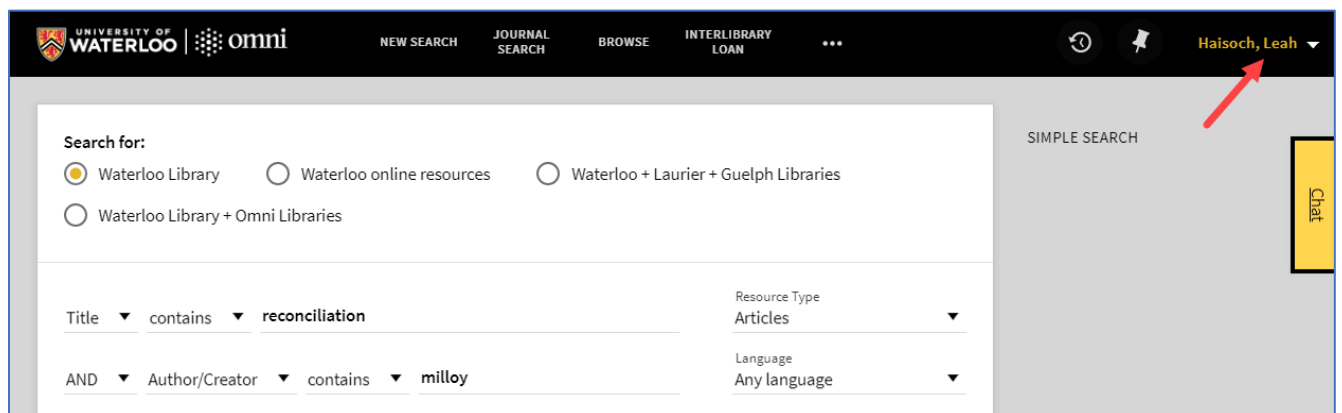 UNIVERSITY OF
WATERLOO omni
NEW SEARCH
JOURNAL
SEARCH
BROWSE
INTERLIBRARY
LOAN
•••
Haisoch, Leah
Search for:
Waterloo Library
Waterloo online resources
Waterloo + Laurier + Guelph Libraries
Waterloo Library + Omni Libraries
SIMPLE SEARCH
Chat
Title contains reconciliation
Resource Type
Articles
AND Author/Creator contains milloy
Language
Any language